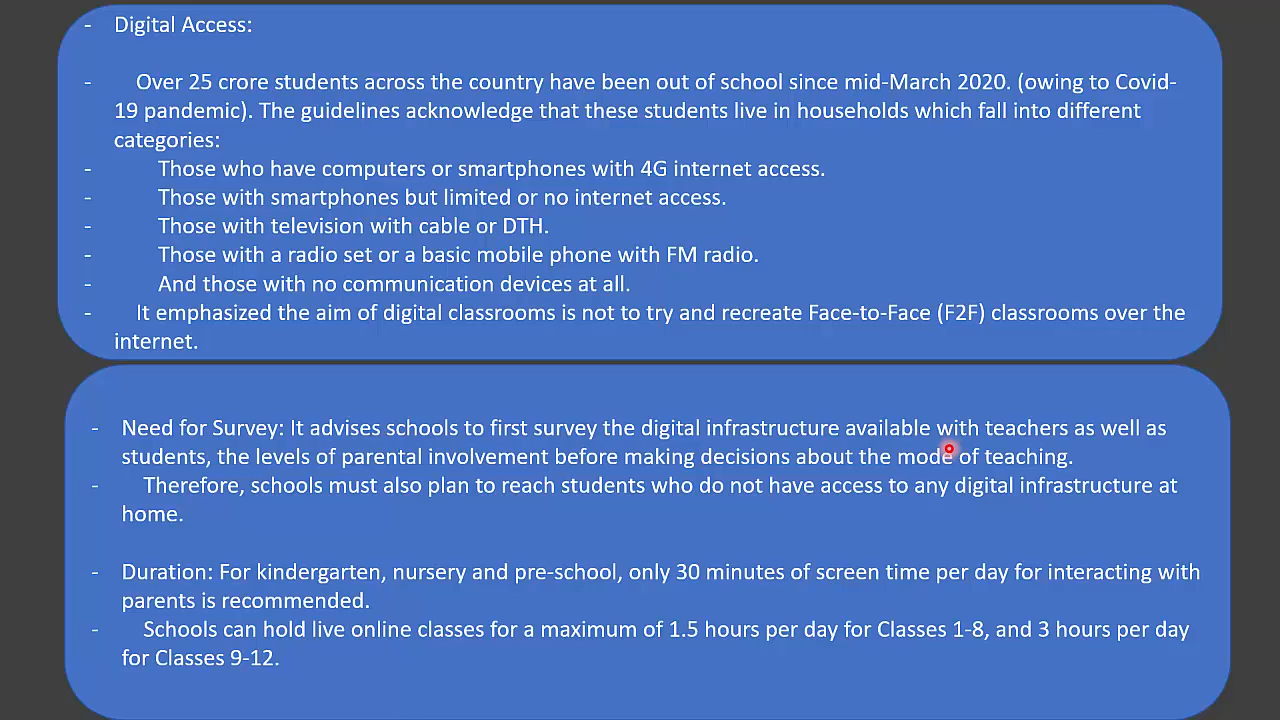 - Digital Access:
- Over 25 crore students across the country have been out of school since mid-March 2020. (owing to Covid-
19 pandemic). The guidelines acknowledge that these students live in households which fall into different
categories:
- Those who have computers or smartphones with 4G internet access.
- Those with smartphones but limited or no internet access.
- Those with television with cable or DTH.
- Those with a radio set or a basic mobile phone with FM radio.
- And those with no communication devices at all.
- It emphasized the aim of digital classrooms is not to try and recreate Face-to-Face (F2F) classrooms over the
internet.
- Need for Survey: It advises schools to first survey the digital infrastructure available with teachers as well as
students, the levels of parental involvement before making decisions about the mode of teaching.
- Therefore, schools must also plan to reach students who do not have access to any digital infrastructure at
home.
- Duration: For kindergarten, nursery and pre-school, only 30 minutes of screen time per day for interacting with
parents is recommended.
- Schools can hold live online classes for a maximum of 1.5 hours per day for Classes 1-8, and 3 hours per day
for Classes 9-12.